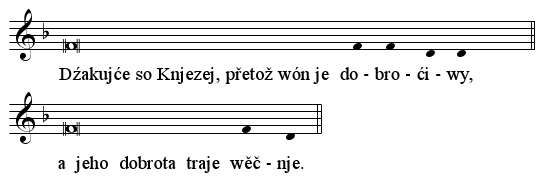 Dźakujće so Knjezej, přetož wón je do - bro - ći - wy,
a jeho dobrota traje wěč - nje.